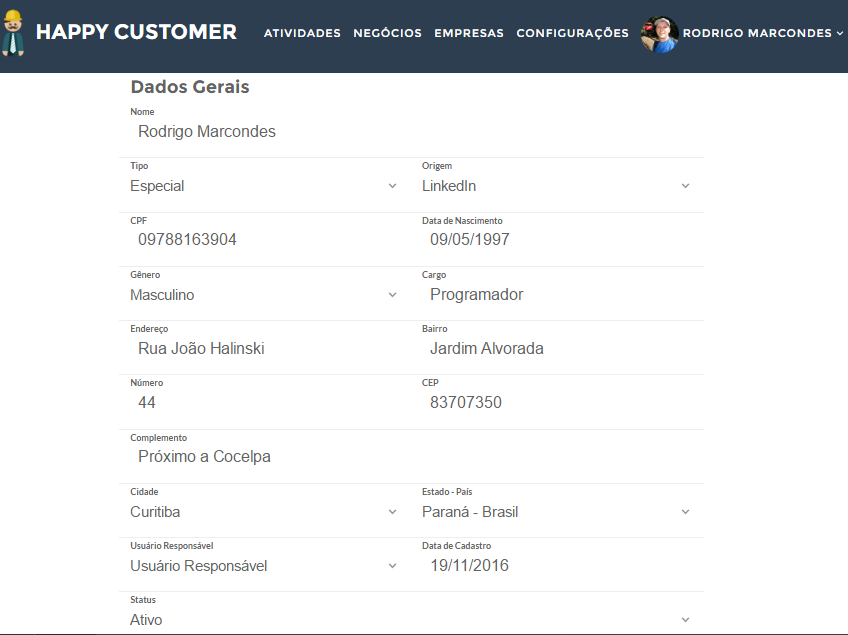 HAPPY CUSTOMER ATIVIDADES NEGÓCIOS EMPRESAS CONFIGURAÇÕES RODRIGO MARCONDES
Dados Gerais
Nome
Rodrigo Marcondes
Tipo Origem
Especial LinkedIn
CPF Data de Nascimento
09788163904 09/05/1997
Gênero Cargo
Masculino Programador
Endereço Bairro
Rua João Halinski Jardim Alvorada
Número CEP
44 83707350
Complemento
Próximo a Cocelpa
Cidade Estado - País
Curitiba Paraná - Brasil
Usuário Responsável Data de Cadastro
Usuário Responsável 19/11/2016
Status
Ativo